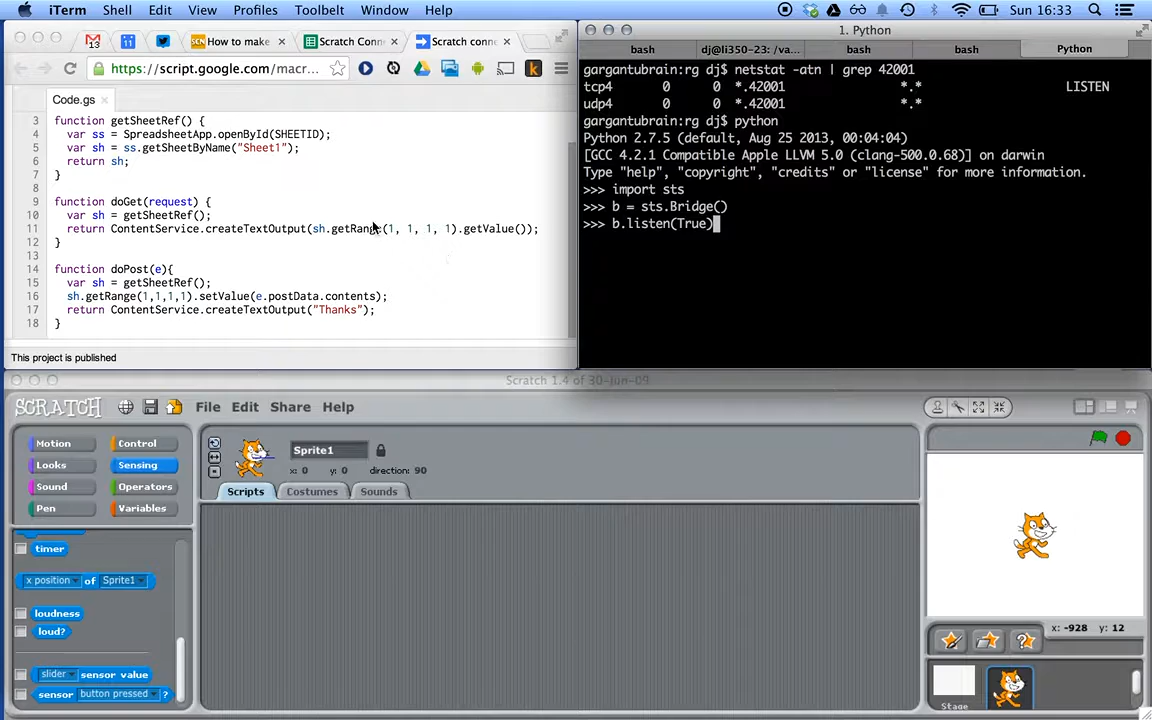 iTerm Shell Edit View Profiles Toolbelt Window Help
Sun 16:33
13
11
How to make
Scratch Conn
Scratch conne
https://script.google.com/macr...
Code.gs
3 function getSheetRef() {
4 var ss = SpreadsheetApp.openById(SHEETID);
5 var sh = ss.getSheetByName("Sheet1");
6 return sh;
7 }
8
9 function doGet(request) {
10 var sh = getSheetRef();
11 return ContentService.createTextOutput(sh.getRange(1, 1, 1, 1).getValue());
12 }
13
14 function doPost(e){
15 var sh = getSheetRef();
16 sh.getRange(1,1,1,1).setValue(e.postData.contents);
17 return ContentService.createTextOutput("Thanks");
18 }
This project is published
1. Python
bash
dj@li350-23: /va...
bash
bash
Python
gargantubrain:rg dj$ netstat -atn | grep 42001
tcp4 0 0 *.42001 *.* LISTEN
udp4 0 0 *.42001 *.*
gargantubrain:rg dj$ python
Python 2.7.5 (default, Aug 25 2013, 00:04:04)
[GCC 4.2.1 Compatible Apple LLVM 5.0 (clang-500.0.68)] on darwin
Type "help", "copyright", "credits" or "license" for more information.
>>> import sts
>>> b = sts.Bridge()
>>> b.listen(True)
Scratch 1.4 of 30-Jun-09
SCRATCH File Edit Share Help
Motion Control
Looks Sensing
Sound Operators
Pen Variables
timer
x position of Sprite1
loudness
loud?
slider sensor value
sensor button pressed ?
Sprite1
x: 0 y: 0 direction: 90
Scripts Costumes Sounds
x: -928 y: 12
Stage